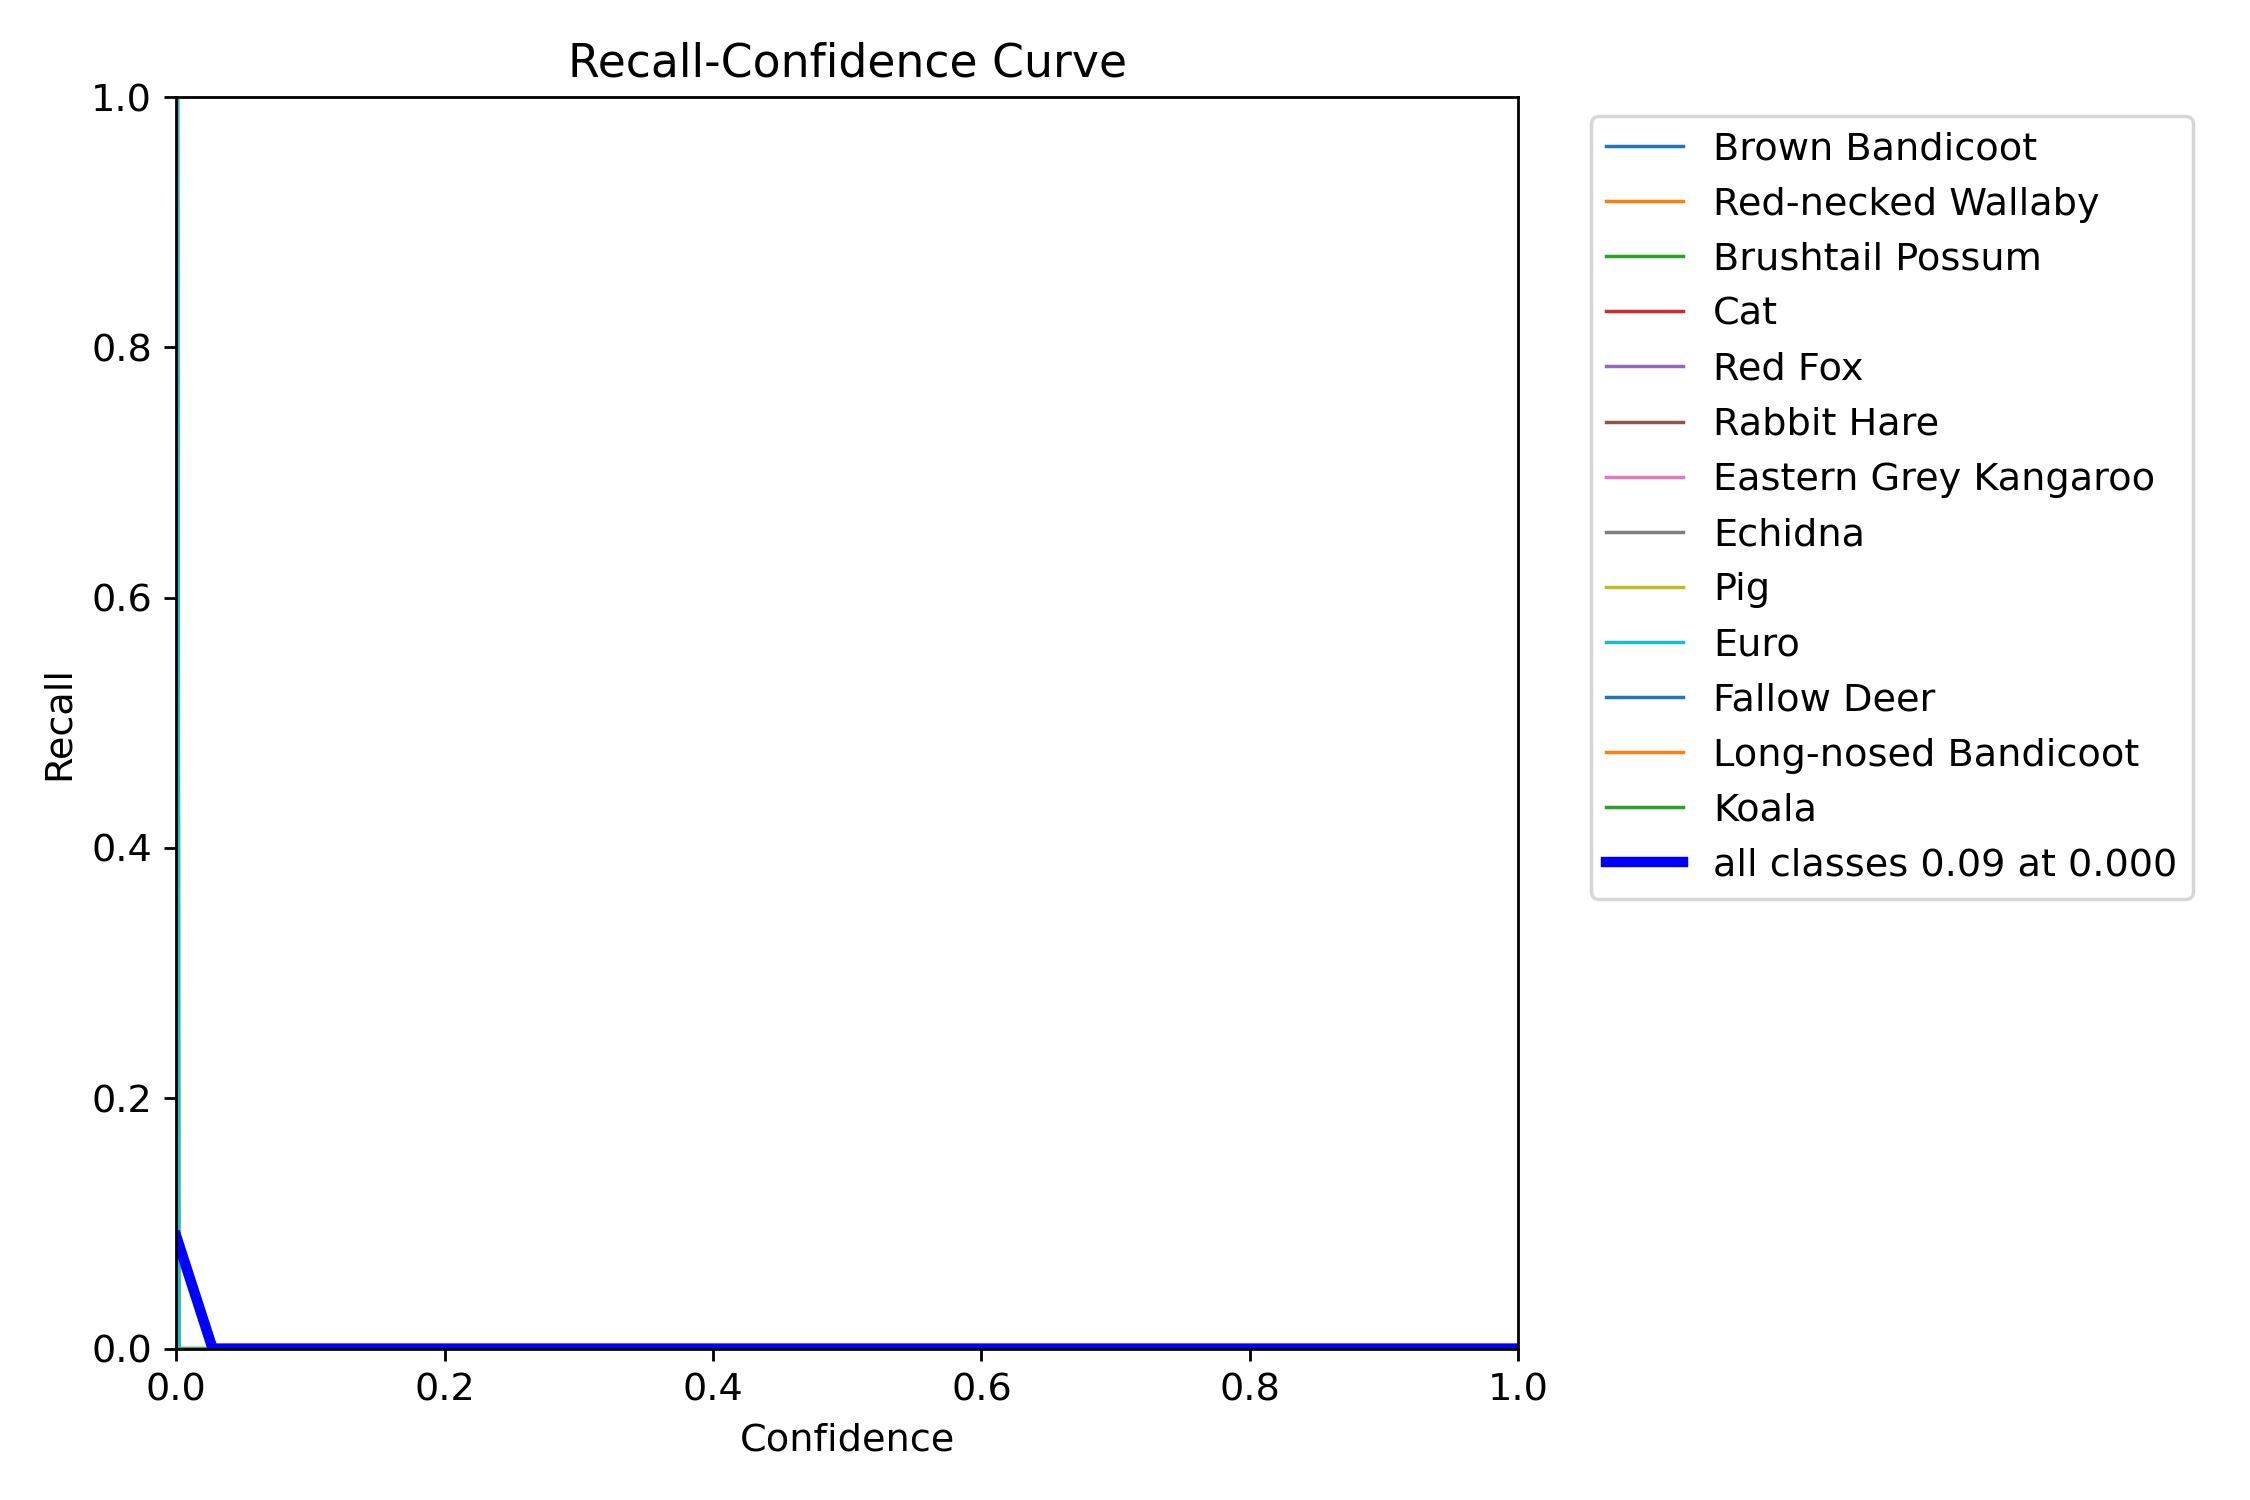 Recall-Confidence Curve
1.0
0.8
0.6
0.4
0.2
0.0
Recall
0.0 0.2 0.4 0.6 0.8 1.0
Confidence
Brown Bandicoot
Red-necked Wallaby
Brushtail Possum
Cat
Red Fox
Rabbit Hare
Eastern Grey Kangaroo
Echidna
Pig
Euro
Fallow Deer
Long-nosed Bandicoot
Koala
all classes 0.09 at 0.000